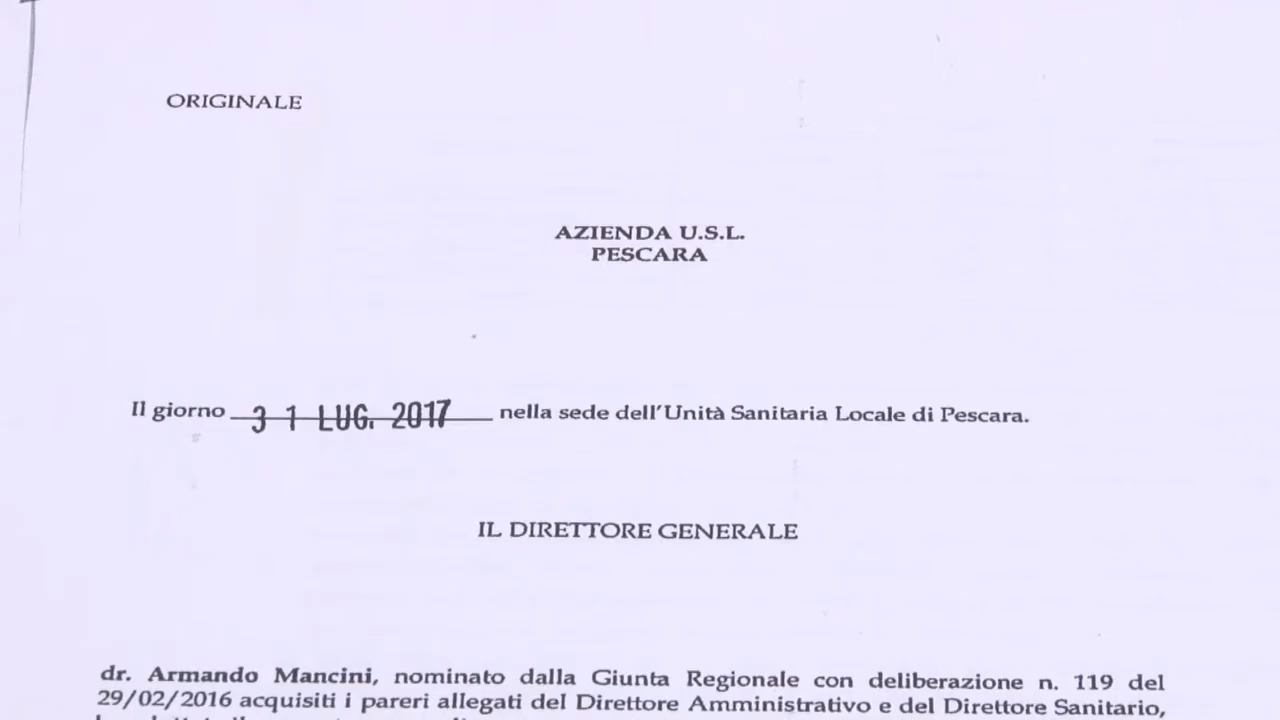 ORIGINALE
AZIENDA U.S.L.
PESCARA
Il giorno 31 LUG. 2017 nella sede dell'Unità Sanitaria Locale di Pescara.
IL DIRETTORE GENERALE
dr. Armando Mancini, nominato dalla Giunta Regionale con deliberazione n. 119 del
29/02/2016 acquisiti i pareri allegati del Direttore Amministrativo e del Direttore Sanitario,